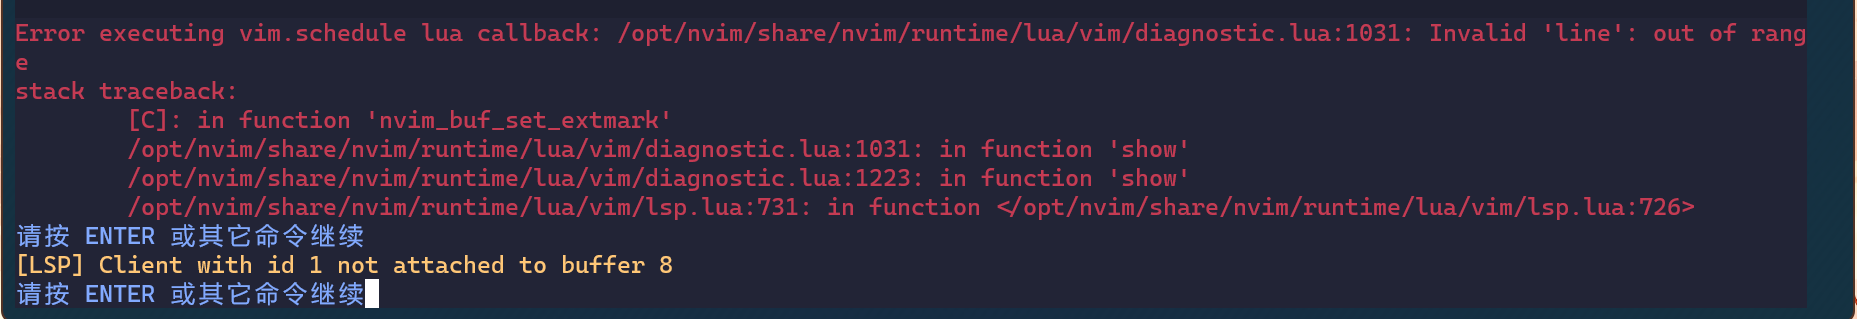 Error executing vim.schedule lua callback: /opt/nvim/share/nvim/runtime/lua/vim/diagnostic.lua:1031: Invalid 'line': out of rang
e
stack traceback:
        [C]: in function 'nvim_buf_set_extmark'
        /opt/nvim/share/nvim/runtime/lua/vim/diagnostic.lua:1031: in function 'show'
        /opt/nvim/share/nvim/runtime/lua/vim/diagnostic.lua:1223: in function 'show'
        /opt/nvim/share/nvim/runtime/lua/vim/lsp.lua:731: in function </opt/nvim/share/nvim/runtime/lua/vim/lsp.lua:726>
请按 ENTER 或其它命令继续
[LSP] Client with id 1 not attached to buffer 8
请按 ENTER 或其它命令继续